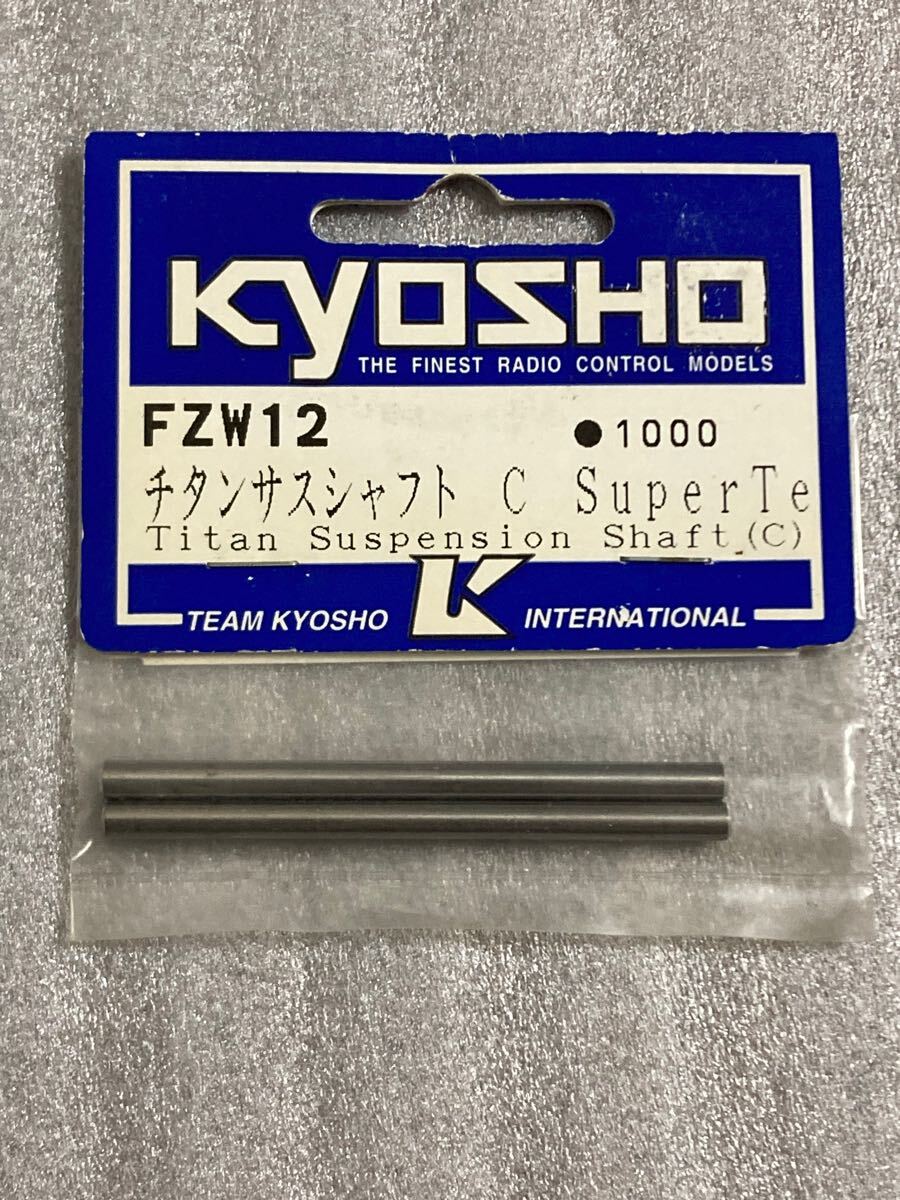 KYOSHO
THE FINEST RADIO CONTROL MODELS
FZW12 ●1000
チタンサスシャフト C SuperTe
Titan Suspension Shaft (C)
TEAM KYOSHO K INTERNATIONAL